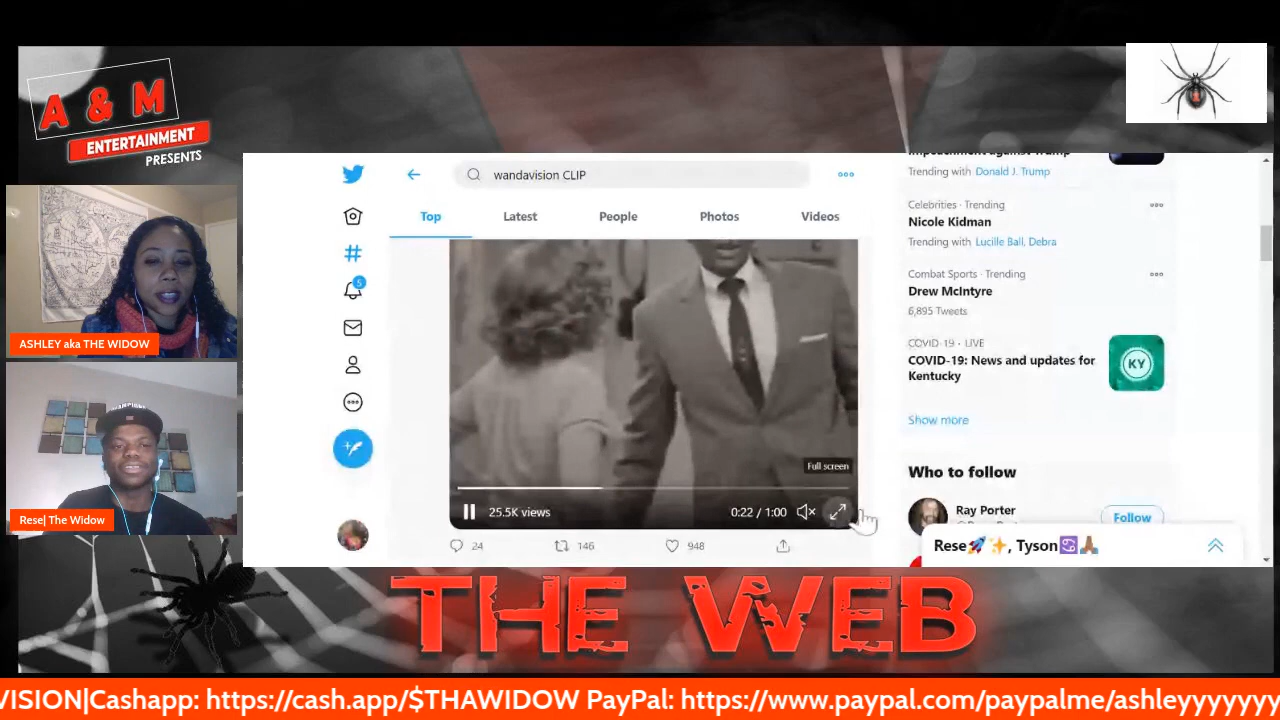 A & M
ENTERTAINMENT
PRESENTS
ASHLEY aka THE WIDOW
Rese| The Widow
wandavision CLIP
Top
Latest
People
Photos
Videos
5
Full screen
25.5K views
0:22 / 1:00
24
146
948
Trending with Donald J. Trump
Celebrities · Trending
Nicole Kidman
Trending with Lucille Ball, Debra
Combat Sports · Trending
Drew McIntyre
6,895 Tweets
COVID-19 · LIVE
COVID-19: News and updates for
Kentucky
KY
Show more
Who to follow
Ray Porter
Follow
Rese🚀✨, Tyson♋🙏🏽
THE WEB
VISION|Cashapp: https://cash.app/$THAWIDOW PayPal: https://www.paypal.com/paypalme/ashleyyyyyyy